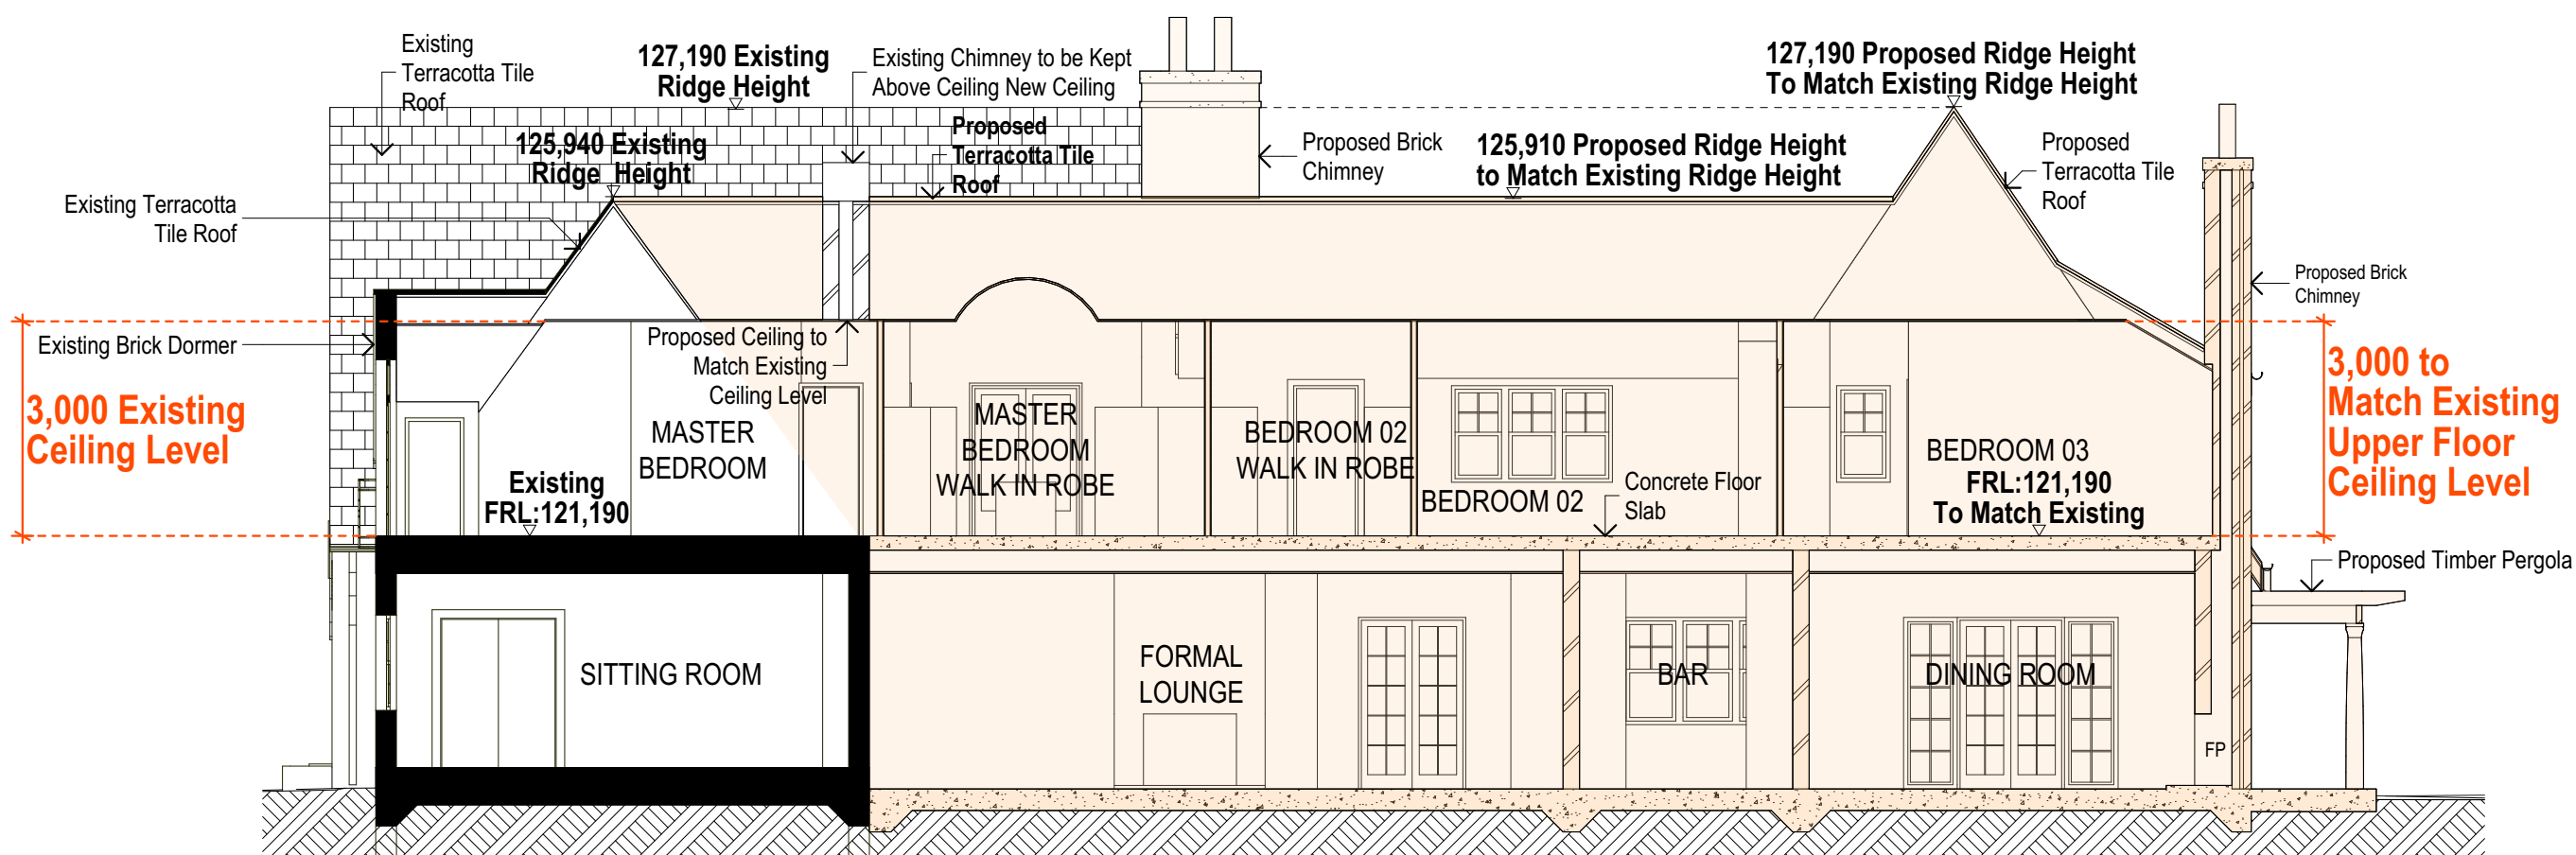 Existing
Terracotta Tile
Roof
127,190 Existing
Ridge Height
Existing Chimney to be Kept
Above Ceiling New Ceiling
127,190 Proposed Ridge Height
To Match Existing Ridge Height
125,940 Existing
Ridge Height
Proposed
Terracotta Tile
Roof
Proposed Brick
Chimney
125,910 Proposed Ridge Height
to Match Existing Ridge Height
Proposed
Terracotta Tile
Roof
Existing Terracotta
Tile Roof
Proposed Brick
Chimney
Existing Brick Dormer
Proposed Ceiling to
Match Existing
Ceiling Level
3,000 Existing
Ceiling Level
3,000 to
Match Existing
Upper Floor
Ceiling Level
MASTER
BEDROOM
MASTER
BEDROOM
WALK IN ROBE
BEDROOM 02
WALK IN ROBE
BEDROOM 02
BEDROOM 03
FRL:121,190
To Match Existing
Existing
FRL:121,190
Concrete Floor
Slab
Proposed Timber Pergola
SITTING ROOM
FORMAL
LOUNGE
BAR
DINING ROOM
FP